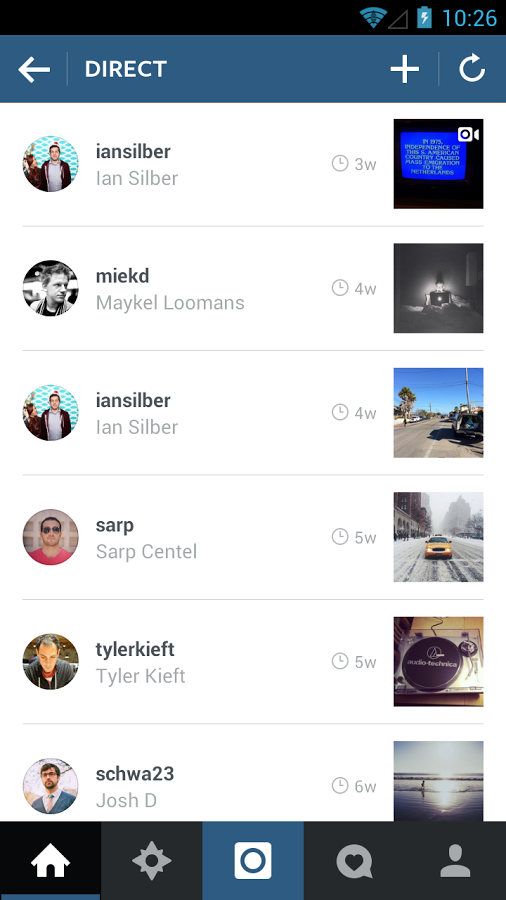 10:26
DIRECT
iansilber
Ian Silber
3w
IN 1975,
INDEPENDENCE OF
THIS S. AMERICAN
COUNTRY CAUSED
MASS EMIGRATION
TO THE
NETHERLANDS
miekd
Maykel Loomans
4w
iansilber
Ian Silber
4w
sarp
Sarp Centel
5w
tylerkieft
Tyler Kieft
5w
audio-technica
schwa23
Josh D
6w